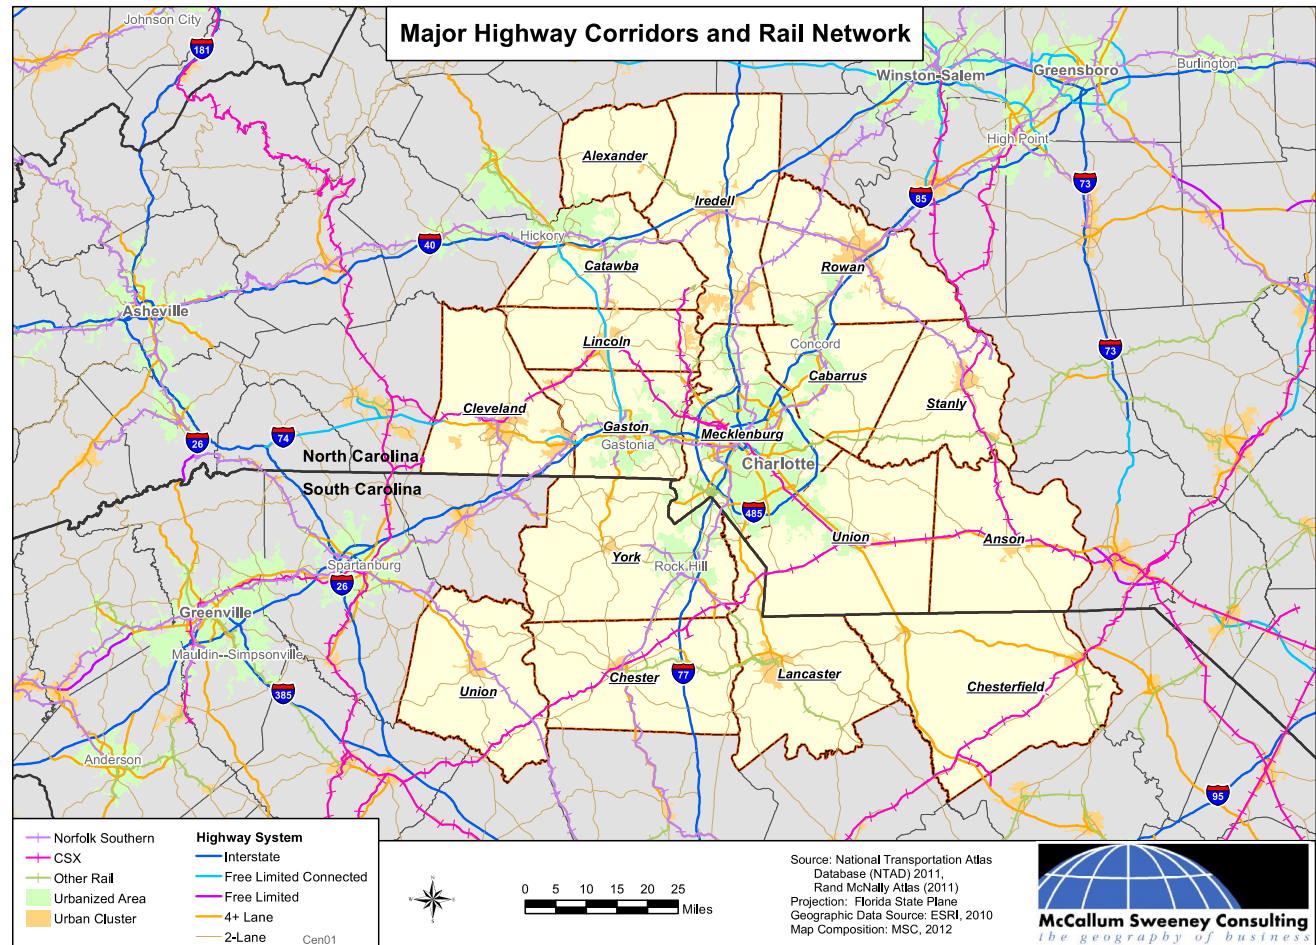 Major Highway Corridors and Rail Network
Johnson City
181
Winston-Salem
Greensboro
Burlington
High Point
Alexander
Iredell
73
85
Hickory
40
Catawba
Rowan
Asheville
Lincoln
Concord
Cabarrus
73
Cleveland
Stanly
Gaston
Gastonia
Mecklenburg
Charlotte
26
74
North Carolina
South Carolina
485
Union
Anson
York
Rock Hill
Spartanburg
26
Greenville
Mauldin--Simpsonville
Union
Chester
77
Lancaster
Chesterfield
385
Anderson
95
Norfolk Southern
CSX
Other Rail
Urbanized Area
Urban Cluster
Highway System
Interstate
Free Limited Connected
Free Limited
4+ Lane
2-Lane
Cen01
N
W
E
S
0 5 10 15 20 25
Miles
Source: National Transportation Atlas
Database (NTAD) 2011,
Rand McNally Atlas (2011)
Projection: Florida State Plane
Geographic Data Source: ESRI, 2010
Map Composition: MSC, 2012
McCallum Sweeney Consulting
the geography of business